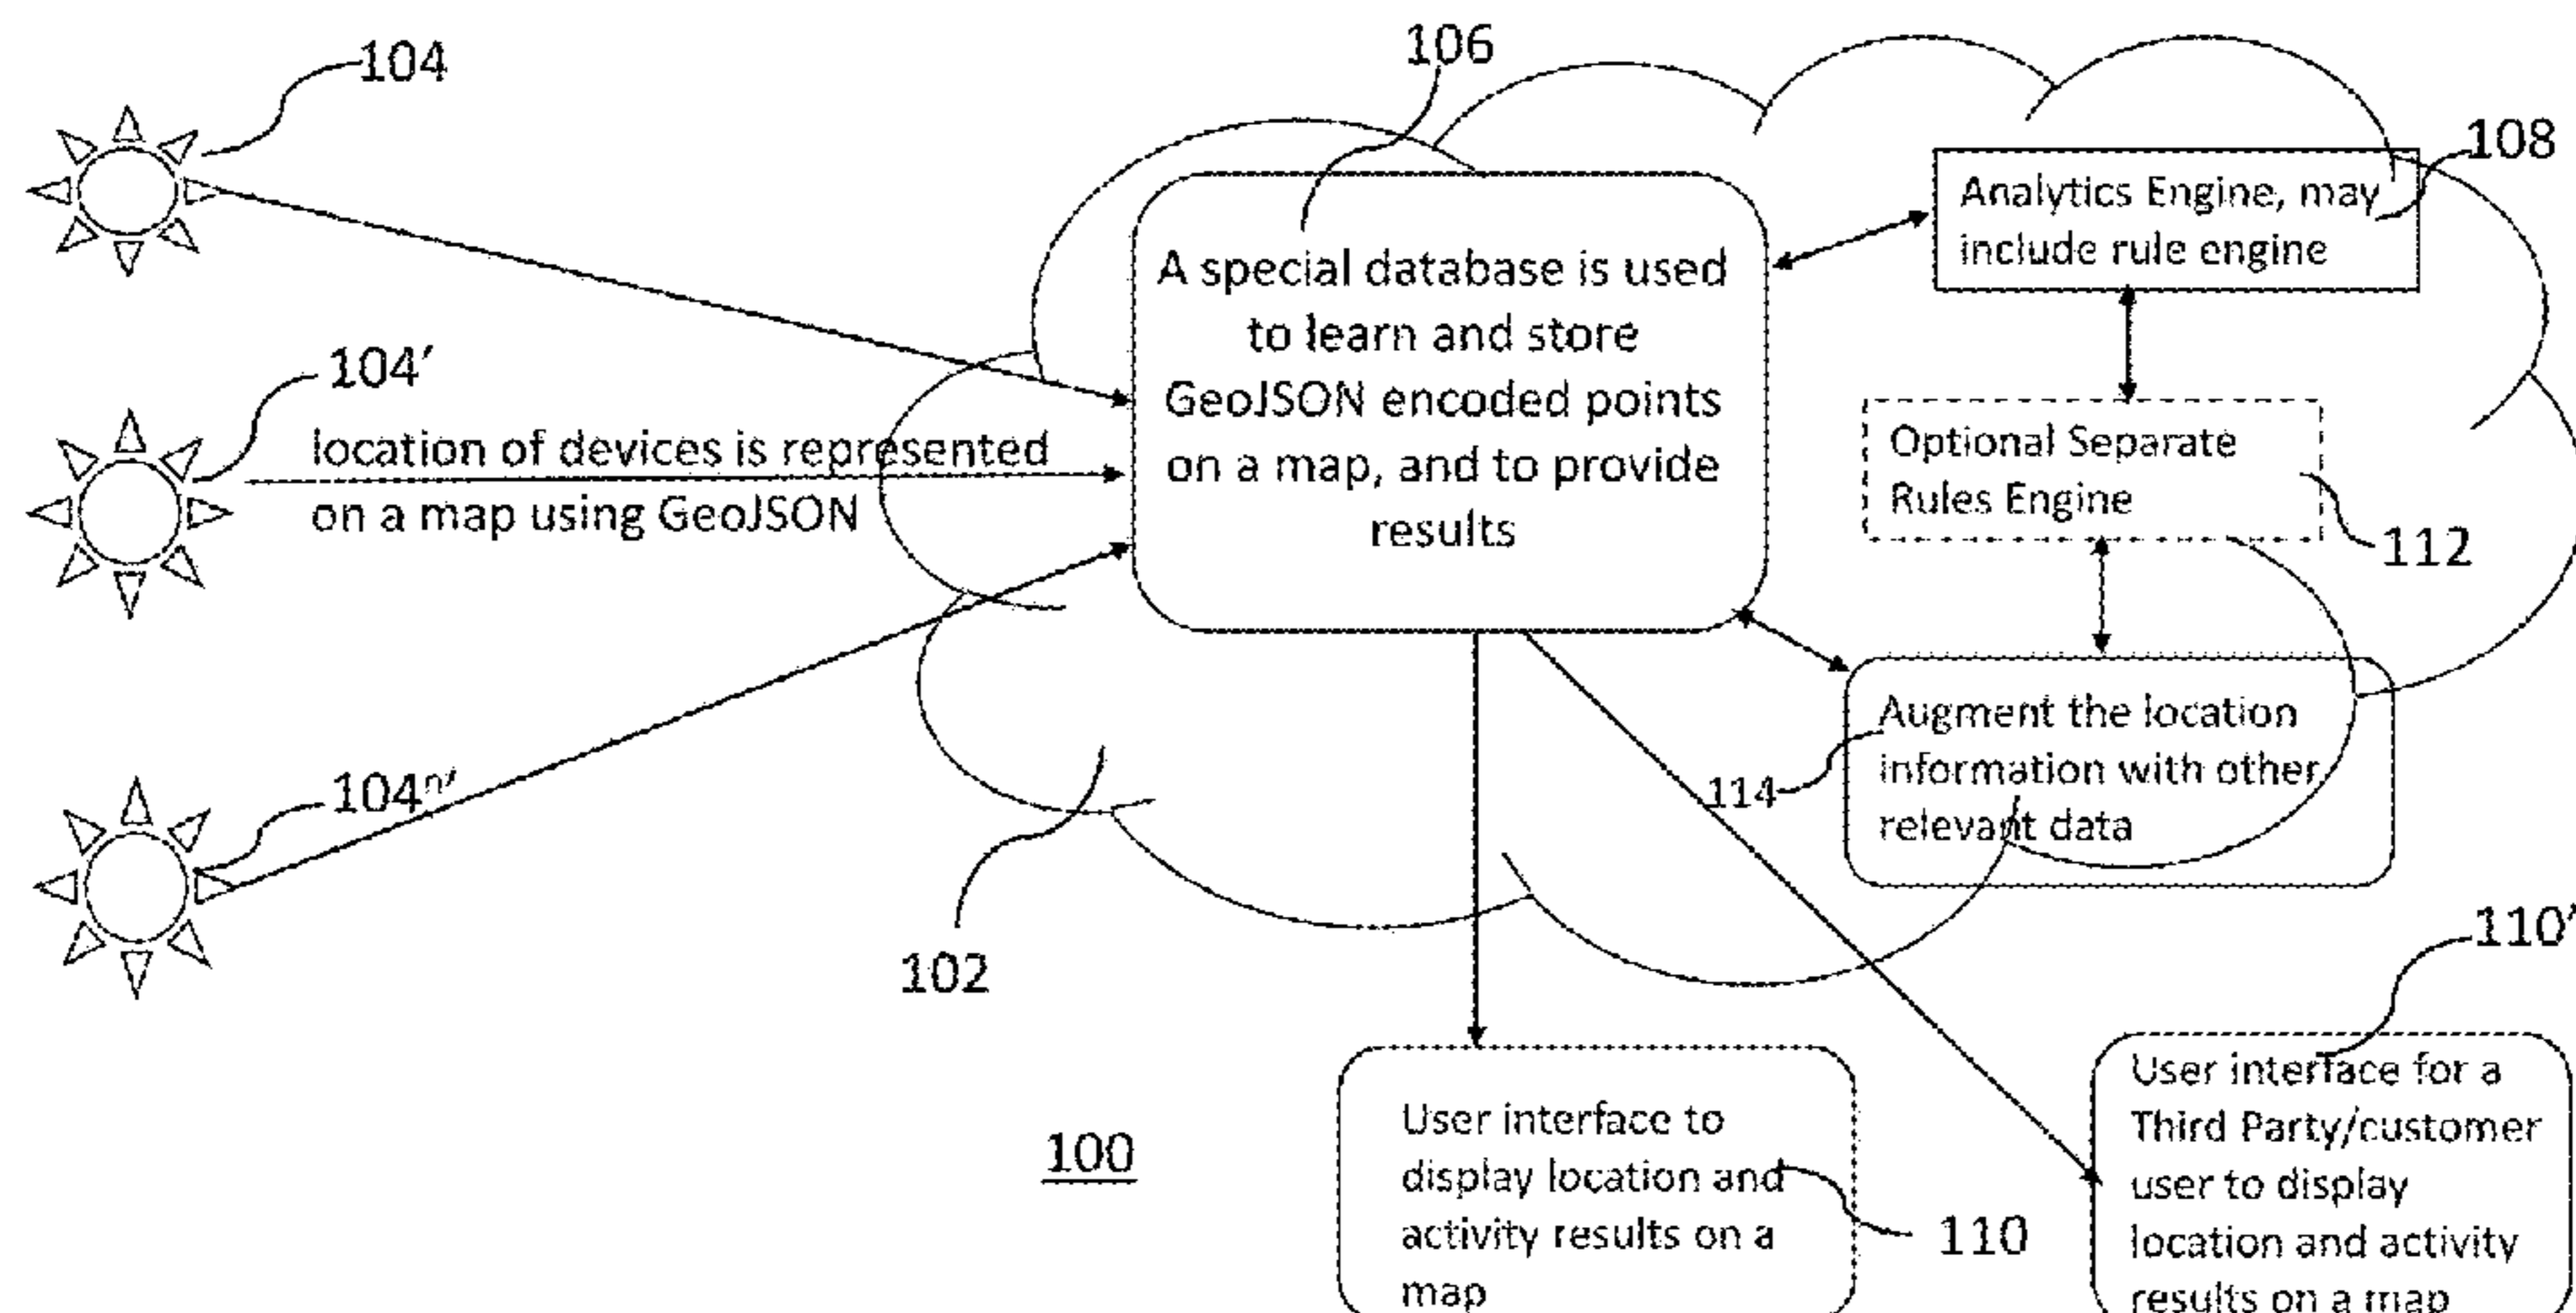 104
106
108
A special database is used
to learn and store
GeoJSON encoded points
on a map, and to provide
results
Analytics Engine, may
include rule engine
104′
location of devices is represented
on a map using GeoJSON
Optional Separate
Rules Engine
112
104ⁿ′
114
Augment the location
information with other
relevant data
102
110′
100
User interface to
display location and
activity results on a
map
110
User interface for a
Third Party/customer
user to display
location and activity
results on a map